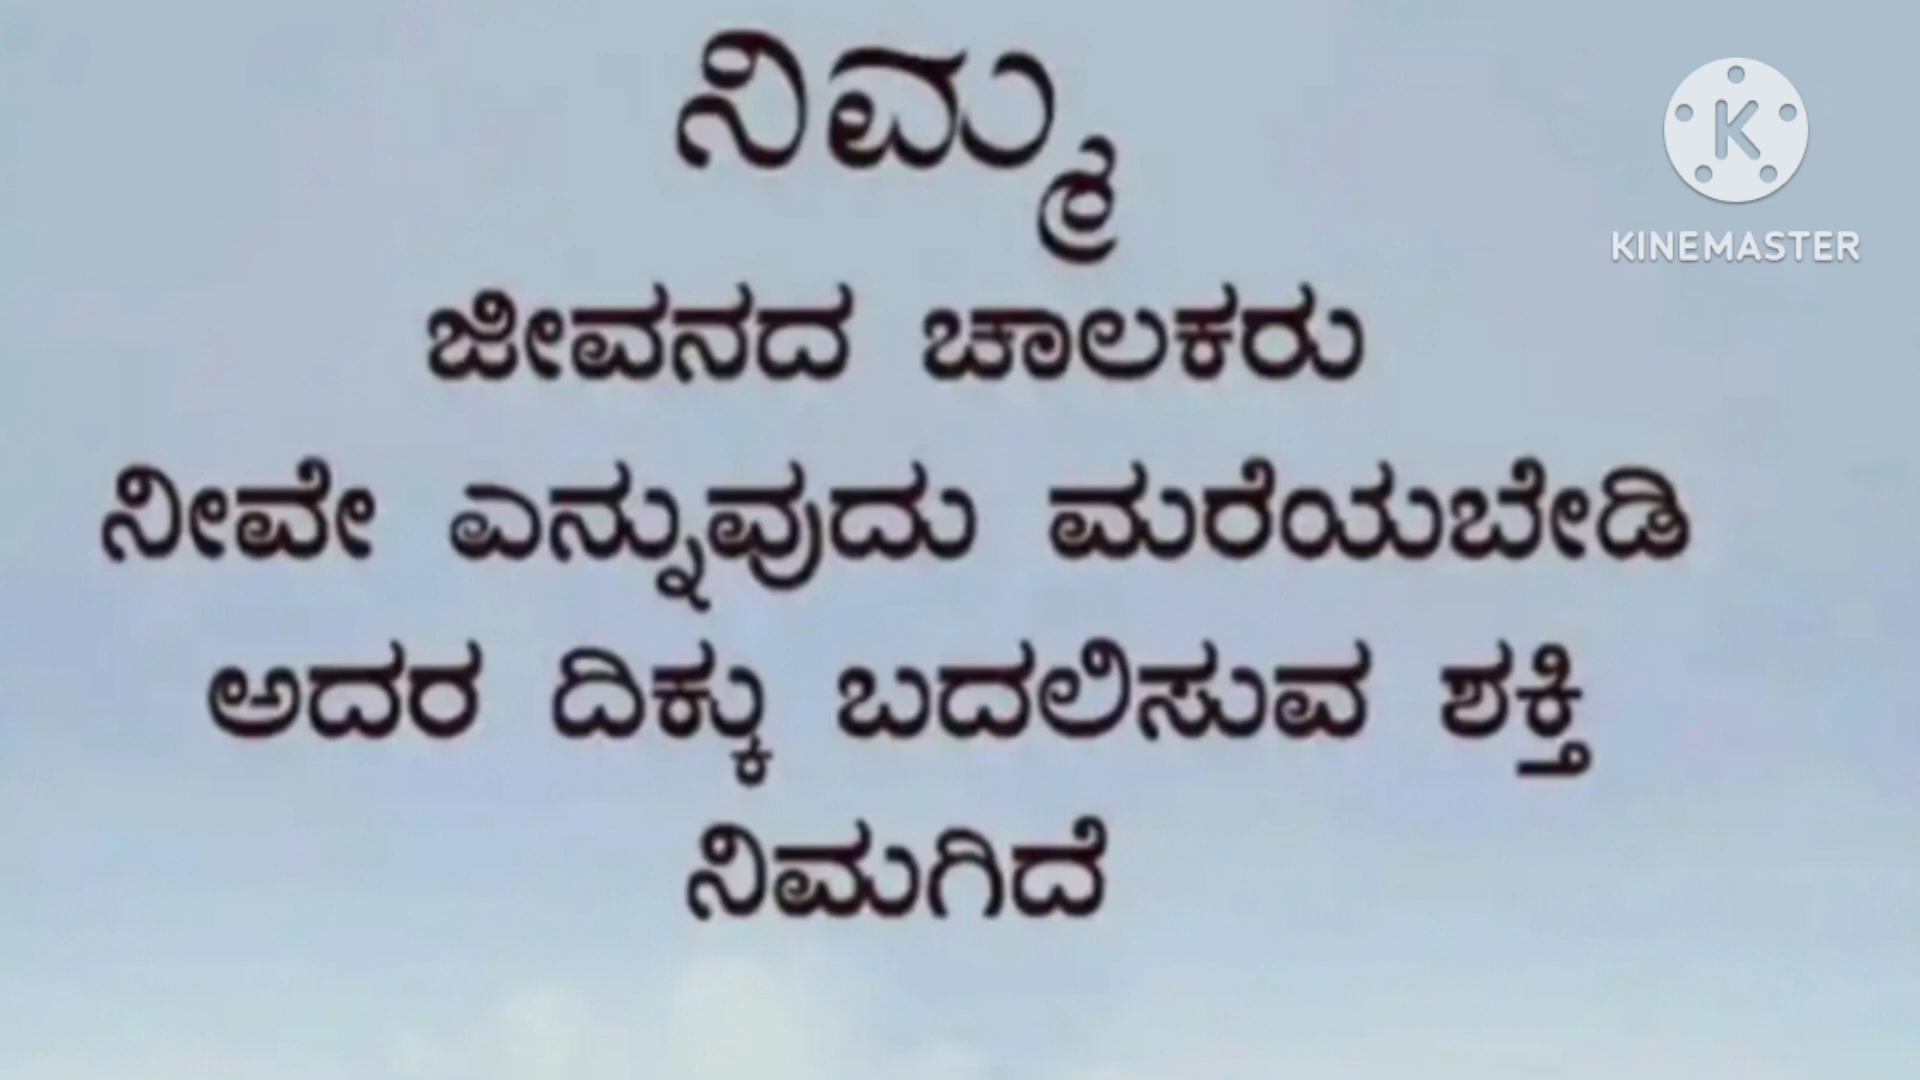 ನಿಮ್ಮ
ಜೀವನದ ಚಾಲಕರು
ನೀವೇ ಎನ್ನುವುದು ಮರೆಯಬೇಡಿ
ಅದರ ದಿಕ್ಕು ಬದಲಿಸುವ ಶಕ್ತಿ
ನಿಮಗಿದೆ
K
KINEMASTER